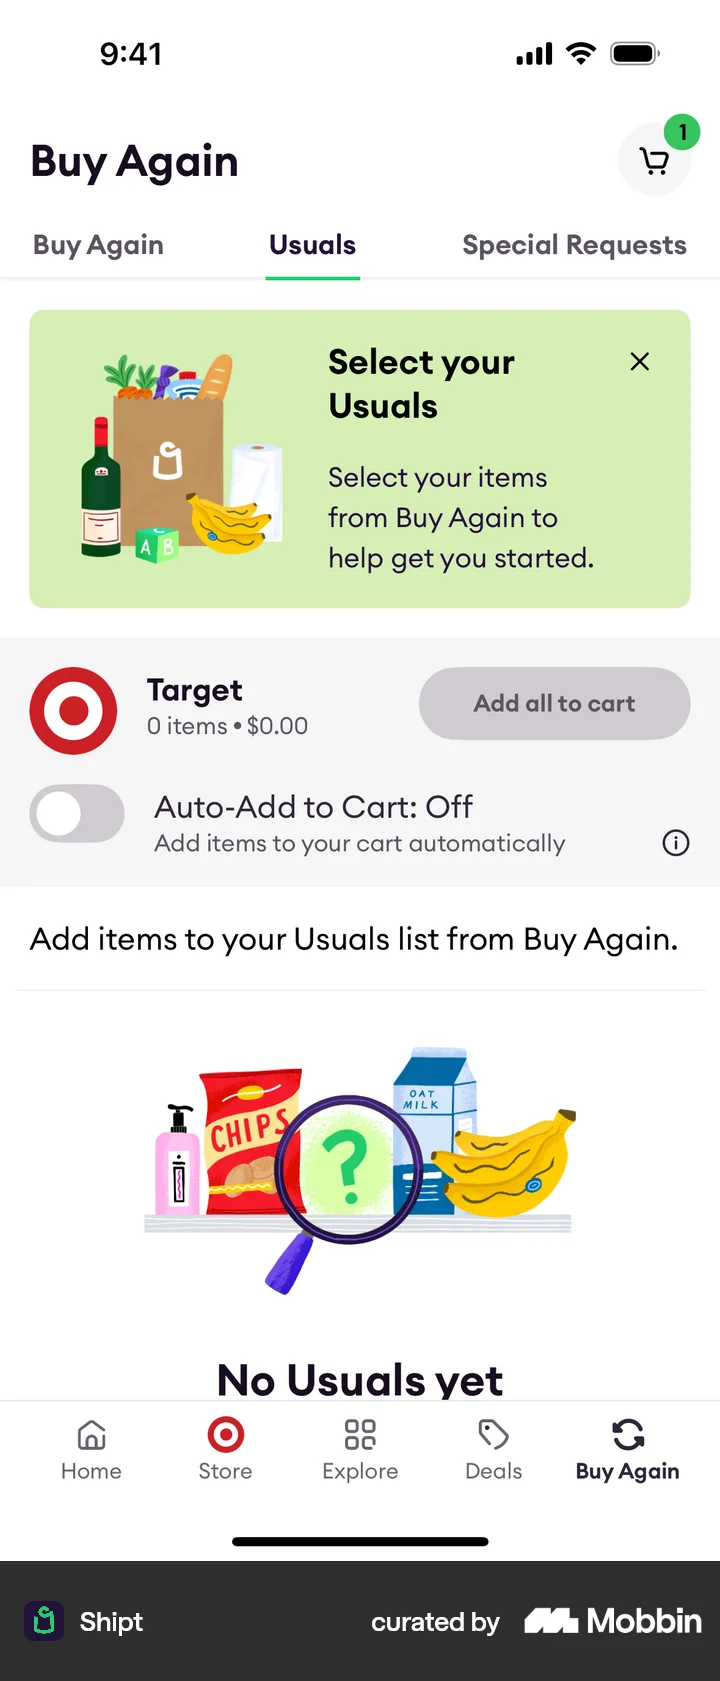 9:41
Buy Again
1
Buy Again
Usuals
Special Requests
Select your
Usuals
Select your items
from Buy Again to
help get you started.
A B C
Target
0 items • $0.00
Add all to cart
Auto-Add to Cart: Off
Add items to your cart automatically
Add items to your Usuals list from Buy Again.
CHIPS
?
OAT
MILK
No Usuals yet
Home
Store
Explore
Deals
Buy Again
Shipt
curated by
Mobbin